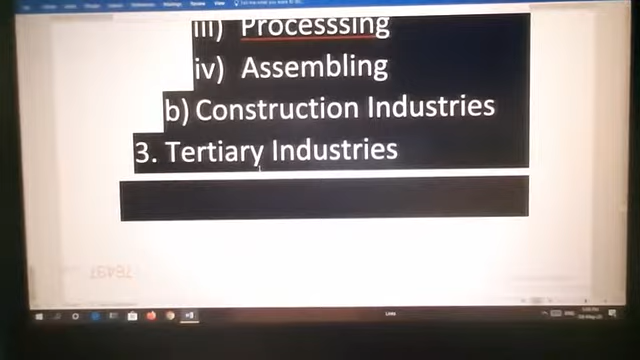 iii) Processsing
iv) Assembling
b) Construction Industries
3. Tertiary Industries